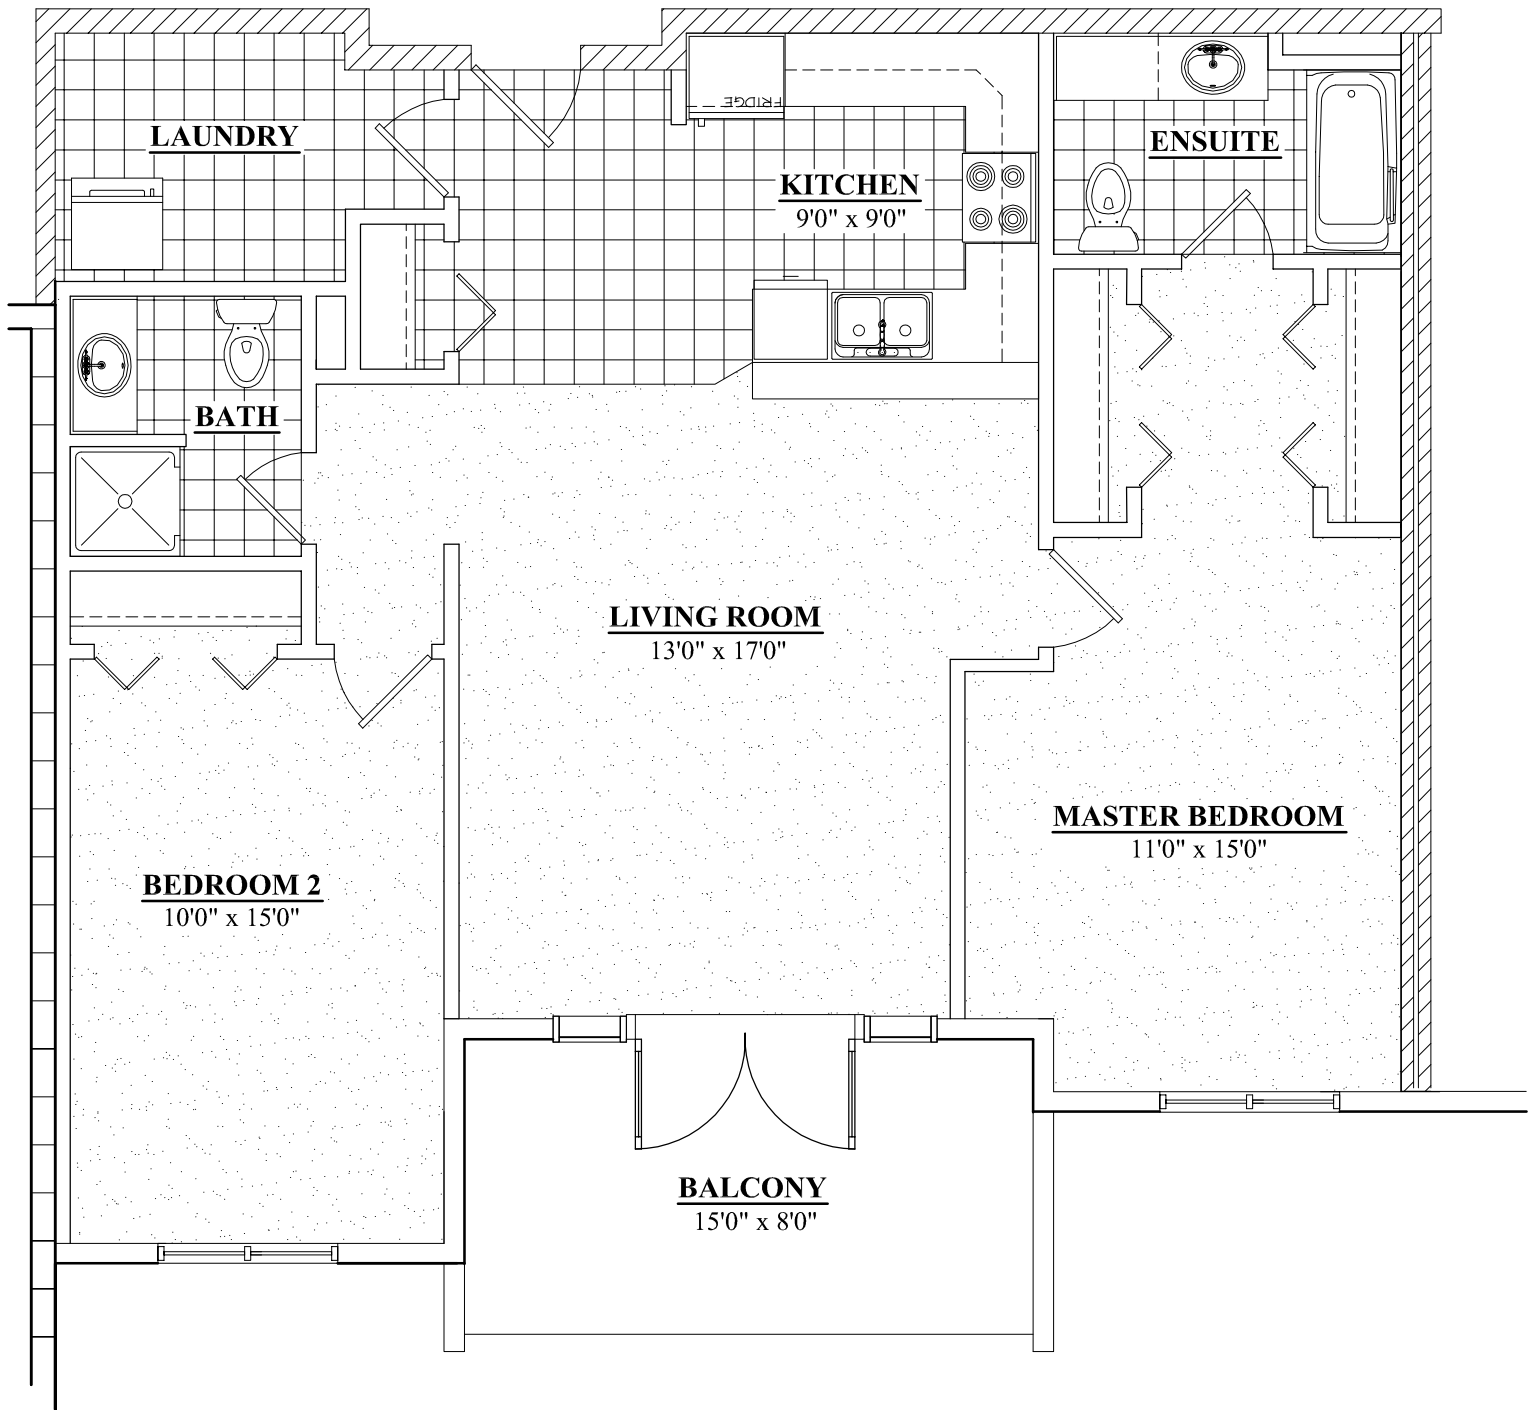 FRIDGE
LAUNDRY
ENSUITE
KITCHEN
9'0" x 9'0"
BATH
LIVING ROOM
13'0" x 17'0"
MASTER BEDROOM
11'0" x 15'0"
BEDROOM 2
10'0" x 15'0"
BALCONY
15'0" x 8'0"